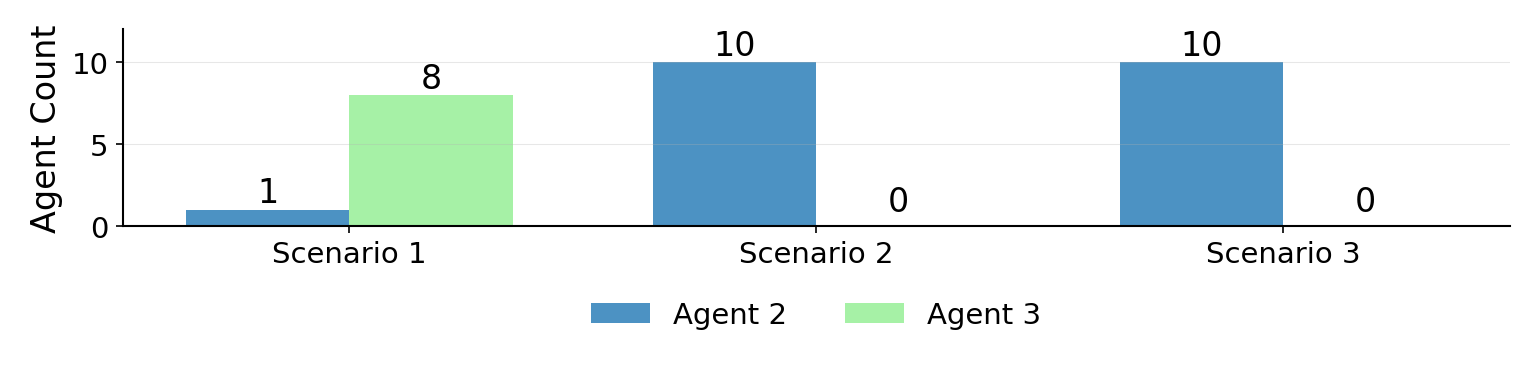 Agent Count
10
5
0
1
8
10
0
10
0
Scenario 1
Scenario 2
Scenario 3
Agent 2
Agent 3